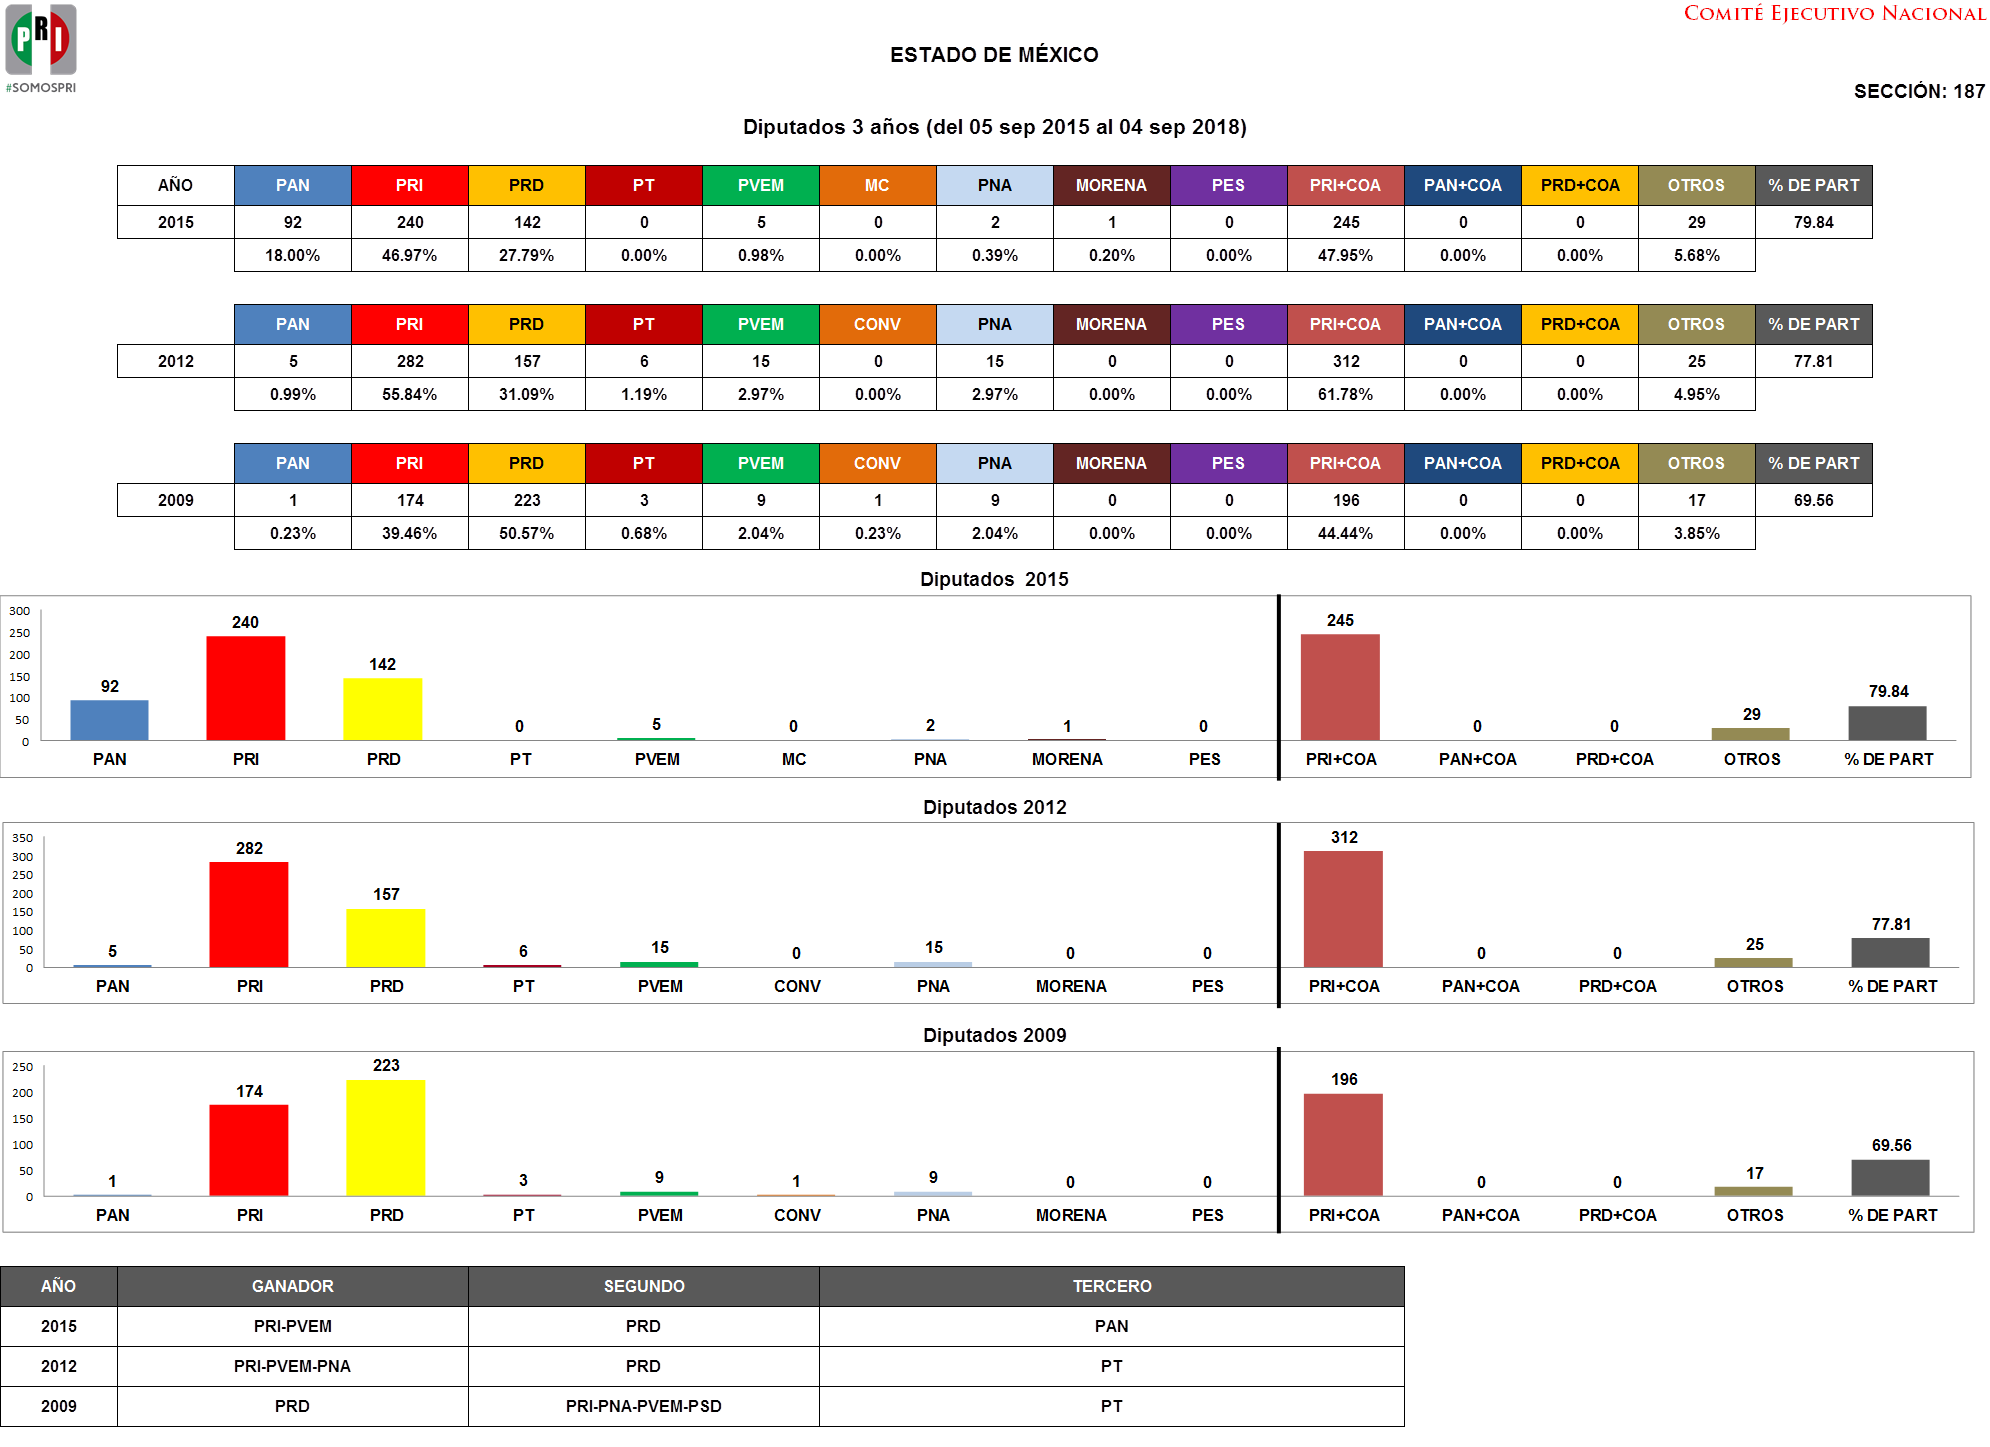 PRI
#SOMOSPRI
COMITÉ EJECUTIVO NACIONAL
ESTADO DE MÉXICO
SECCIÓN: 187
Diputados 3 años (del 05 sep 2015 al 04 sep 2018)
AÑO PAN PRI PRD PT PVEM MC PNA MORENA PES PRI+COA PAN+COA PRD+COA OTROS % DE PART
2015 92 240 142 0 5 0 2 1 0 245 0 0 29 79.84
18.00% 46.97% 27.79% 0.00% 0.98% 0.00% 0.39% 0.20% 0.00% 47.95% 0.00% 0.00% 5.68%
PAN PRI PRD PT PVEM CONV PNA MORENA PES PRI+COA PAN+COA PRD+COA OTROS % DE PART
2012 5 282 157 6 15 0 15 0 0 312 0 0 25 77.81
0.99% 55.84% 31.09% 1.19% 2.97% 0.00% 2.97% 0.00% 0.00% 61.78% 0.00% 0.00% 4.95%
PAN PRI PRD PT PVEM CONV PNA MORENA PES PRI+COA PAN+COA PRD+COA OTROS % DE PART
2009 1 174 223 3 9 1 9 0 0 196 0 0 17 69.56
0.23% 39.46% 50.57% 0.68% 2.04% 0.23% 2.04% 0.00% 0.00% 44.44% 0.00% 0.00% 3.85%
Diputados 2015
300
250
200
150
100
50
0
92 240 142 0 5 0 2 1 0 245 0 0 29 79.84
PAN PRI PRD PT PVEM MC PNA MORENA PES PRI+COA PAN+COA PRD+COA OTROS % DE PART
Diputados 2012
350
300
250
200
150
100
50
0
5 282 157 6 15 0 15 0 0 312 0 0 25 77.81
PAN PRI PRD PT PVEM CONV PNA MORENA PES PRI+COA PAN+COA PRD+COA OTROS % DE PART
Diputados 2009
250
200
150
100
50
0
1 174 223 3 9 1 9 0 0 196 0 0 17 69.56
PAN PRI PRD PT PVEM CONV PNA MORENA PES PRI+COA PAN+COA PRD+COA OTROS % DE PART
AÑO GANADOR SEGUNDO TERCERO
2015 PRI-PVEM PRD PAN
2012 PRI-PVEM-PNA PRD PT
2009 PRD PRI-PNA-PVEM-PSD PT